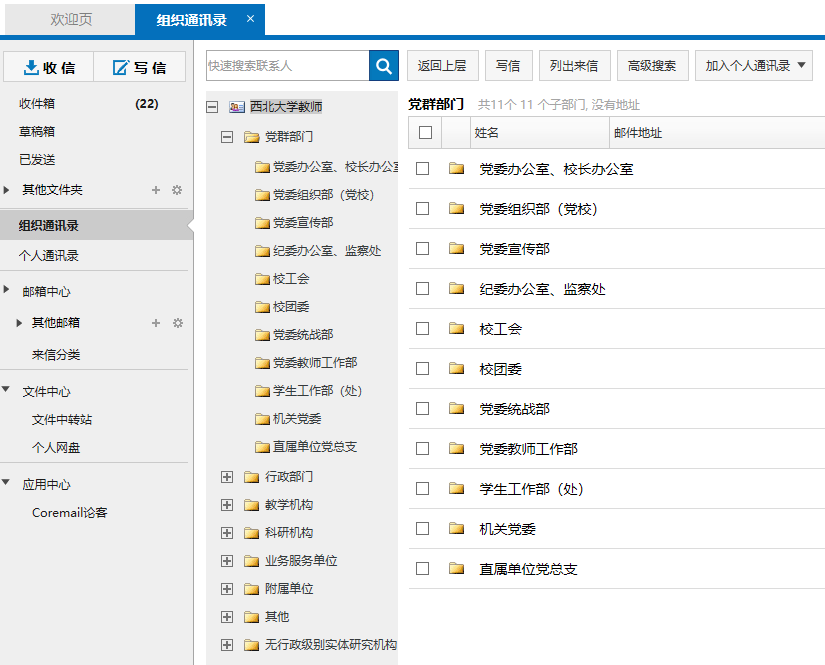 欢迎页
组织通讯录 ×
收信
写信
收件箱 (22)
草稿箱
已发送
其他文件夹
组织通讯录
个人通讯录
邮箱中心
其他邮箱
来信分类
文件中心
文件中转站
个人网盘
应用中心
Coremail论客
快速搜索联系人
返回上层
写信
列出来信
高级搜索
加入个人通讯录
西北大学教师
党群部门
党委办公室、校长办公室
党委组织部（党校）
党委宣传部
纪委办公室、监察处
校工会
校团委
党委统战部
党委教师工作部
学生工作部（处）
机关党委
直属单位党总支
行政部门
教学机构
科研机构
业务服务单位
附属单位
其他
无行政级别实体研究机构
党群部门 共11个 11 个子部门, 没有地址
姓名 邮件地址
党委办公室、校长办公室
党委组织部（党校）
党委宣传部
纪委办公室、监察处
校工会
校团委
党委统战部
党委教师工作部
学生工作部（处）
机关党委
直属单位党总支